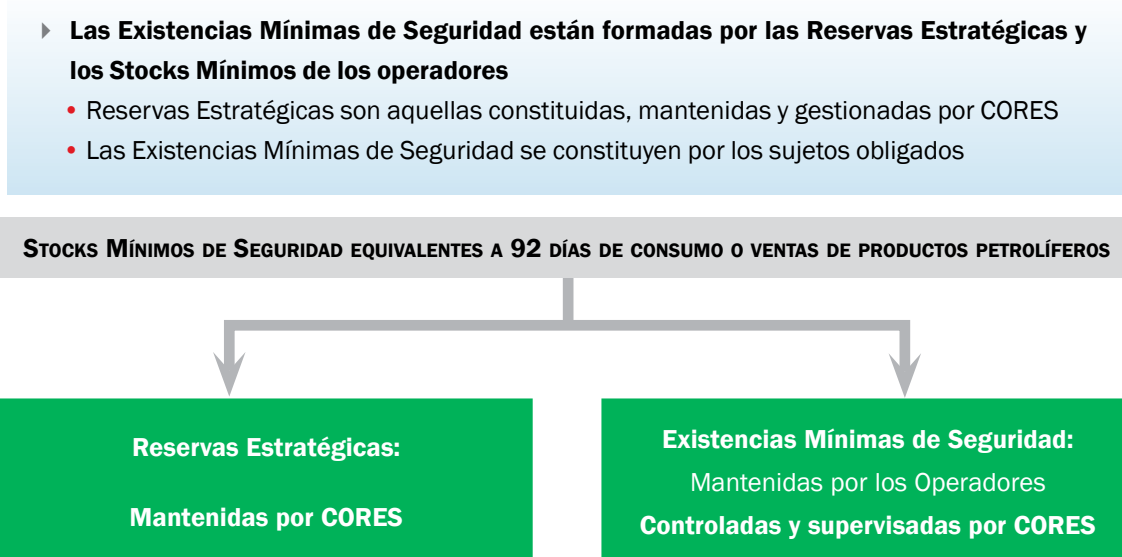 Las Existencias Mínimas de Seguridad están formadas por las Reservas Estratégicas y
los Stocks Mínimos de los operadores
• Reservas Estratégicas son aquellas constituidas, mantenidas y gestionadas por CORES
• Las Existencias Mínimas de Seguridad se constituyen por los sujetos obligados
STOCKS MÍNIMOS DE SEGURIDAD EQUIVALENTES A 92 DÍAS DE CONSUMO O VENTAS DE PRODUCTOS PETROLÍFEROS
Reservas Estratégicas:
Mantenidas por CORES
Existencias Mínimas de Seguridad:
Mantenidas por los Operadores
Controladas y supervisadas por CORES